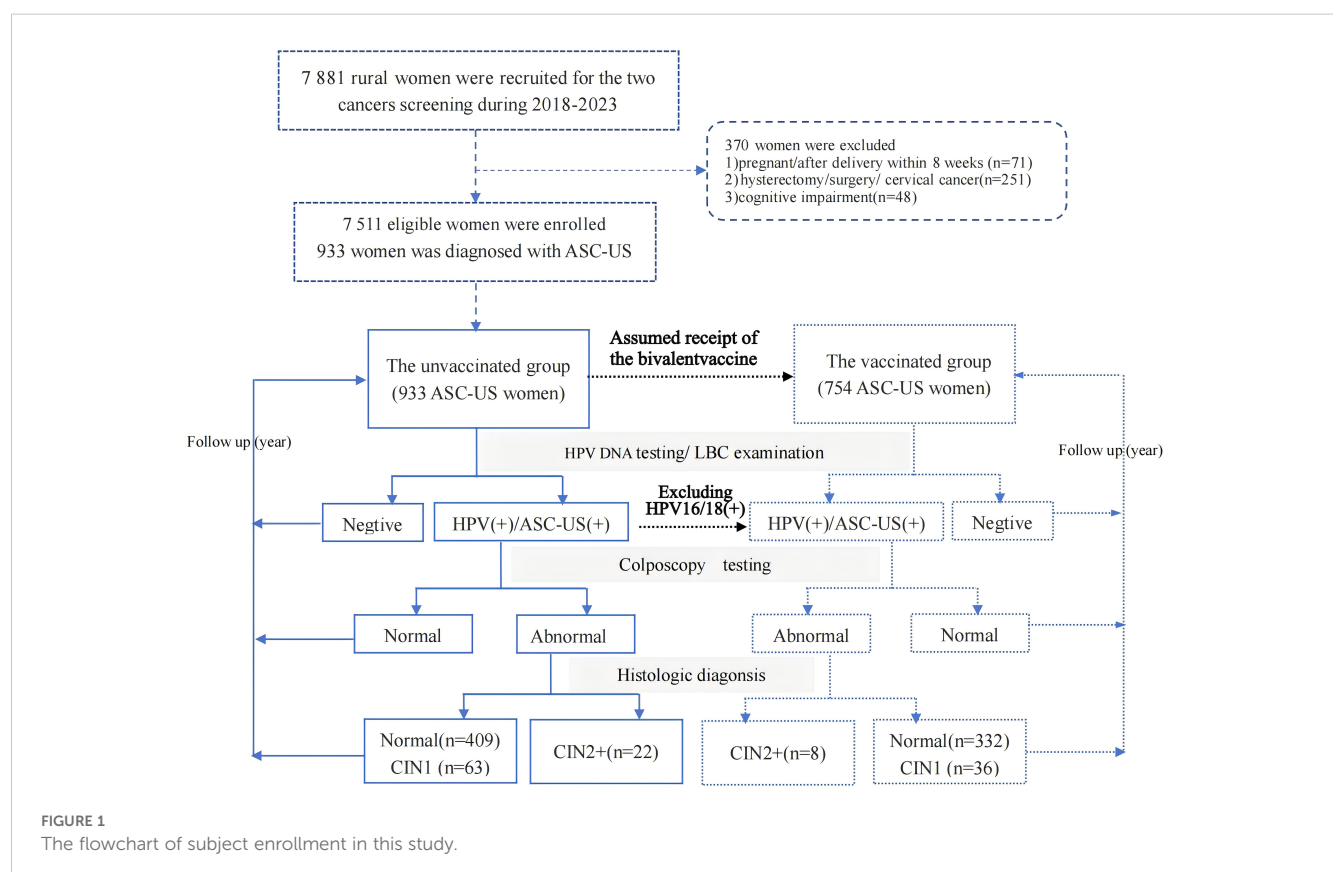 7 881 rural women were recruited for the two
cancers screening during 2018-2023
370 women were excluded
1)pregnant/after delivery within 8 weeks (n=71)
2)hysterectomy/surgery/ cervical cancer(n=251)
3)cognitive impairment(n=48)
7 511 eligible women were enrolled
933 women was diagnosed with ASC-US
The unvaccinated group
(933 ASC-US women)
Assumed receipt of
the bivalentvaccine
The vaccinated group
(754 ASC-US women)
Follow up (year)
HPV DNA testing/ LBC examination
Follow up (year)
Negtive
HPV(+)/ASC-US(+)
Excluding
HPV16/18(+)
HPV(+)/ASC-US(+)
Negtive
Colposcopy testing
Normal
Abnormal
Abnormal
Normal
Histologic diagonsis
Normal(n=409)
CIN1 (n=63)
CIN2+(n=22)
CIN2+(n=8)
Normal(n=332)
CIN1 (n=36)
FIGURE 1
The flowchart of subject enrollment in this study.